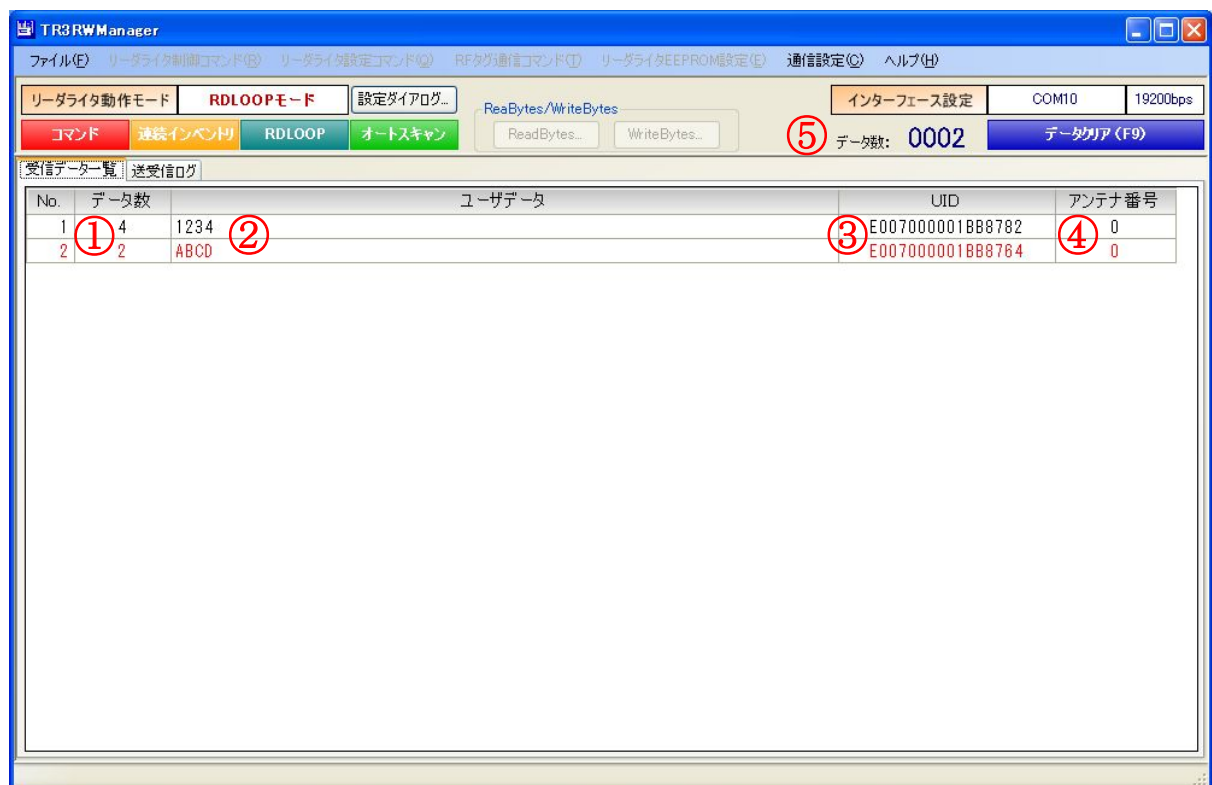 TR3RWManager
ファイル(F) リーダライタ制御コマンド(R) リーダライタ設定コマンド(Q) RFタグ通信コマンド(T) リーダライタEEPROM設定(E) 通信設定(C) ヘルプ(H)
リーダライタ動作モード RDLOOPモード 設定ダイアログ... ReaBytes/WriteBytes インターフェース設定 COM10 19200bps
コマンド 連続インベントリ RDLOOP オートスキャン ReadBytes... WriteBytes... ⑤ データ数: 0002 データクリア(F9)
受信データ一覧 送受信ログ
No. データ数 ユーザデータ UID アンテナ番号
1 ① 4 1234 ② ③ E007000001BB8782 ④ 0
2 2 ABCD E007000001BB8764 0